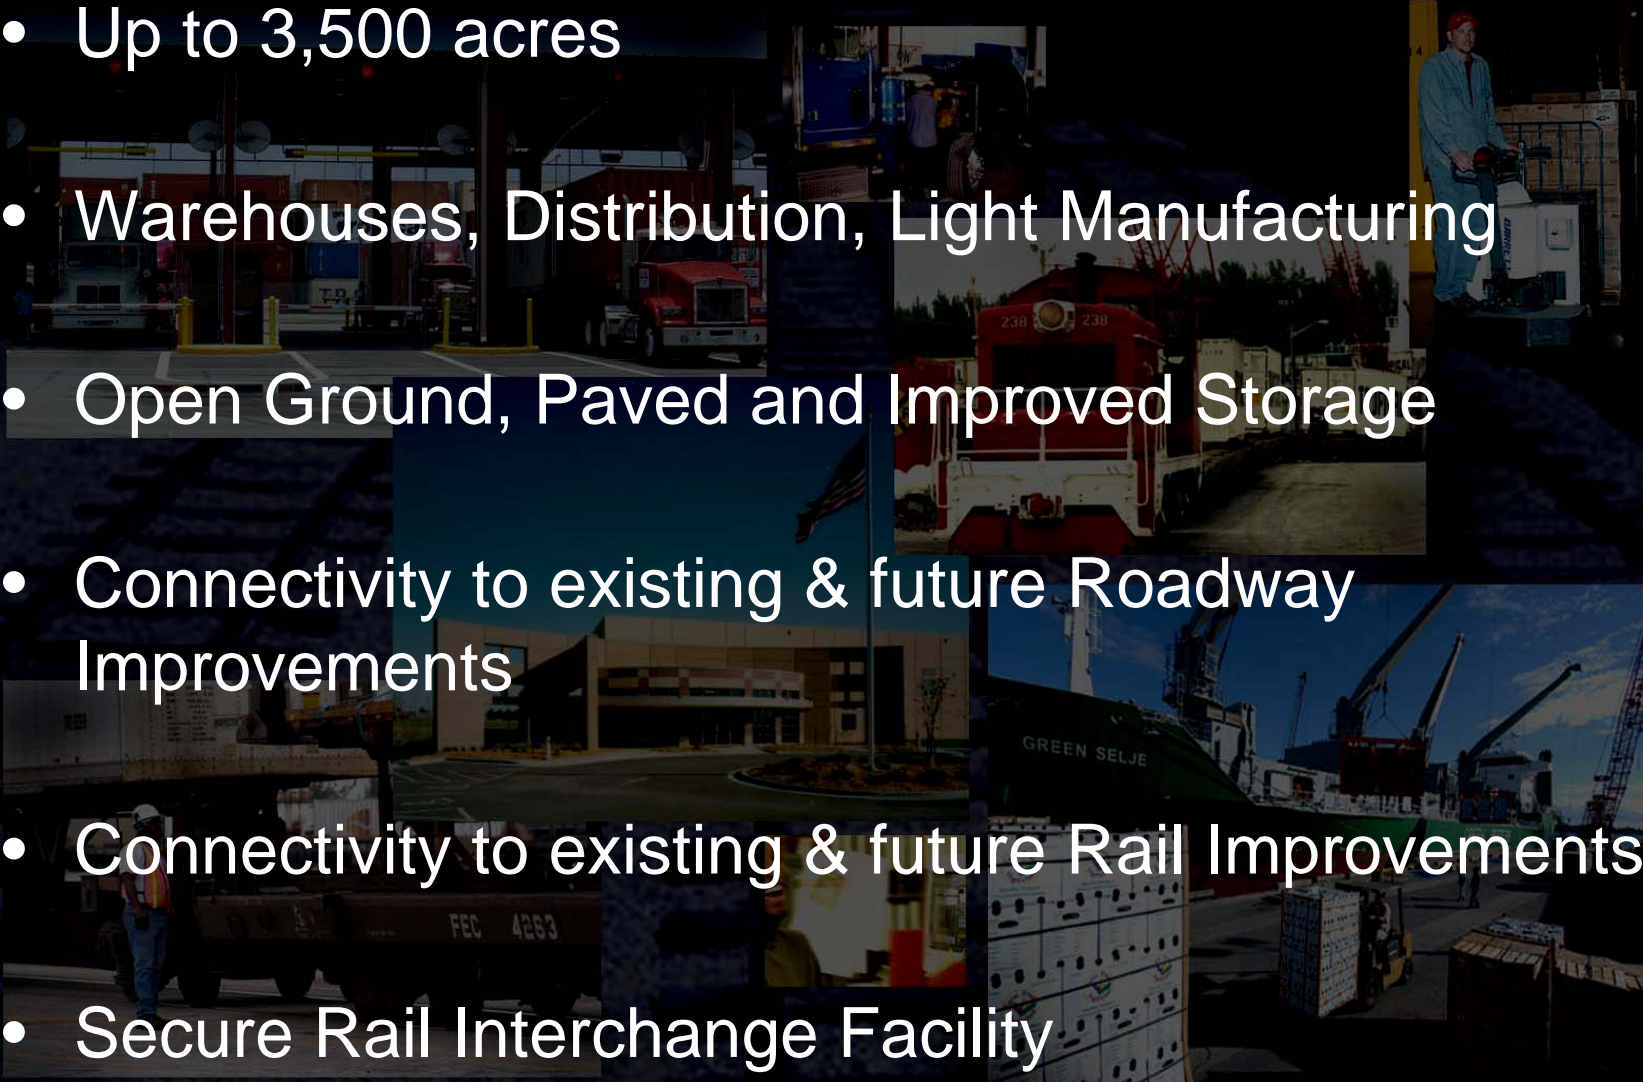 • Up to 3,500 acres
• Warehouses, Distribution, Light Manufacturing
• Open Ground, Paved and Improved Storage
238 238
• Connectivity to existing & future Roadway
Improvements
GREEN SELJE
• Connectivity to existing & future Rail Improvements
FEC 4263
• Secure Rail Interchange Facility